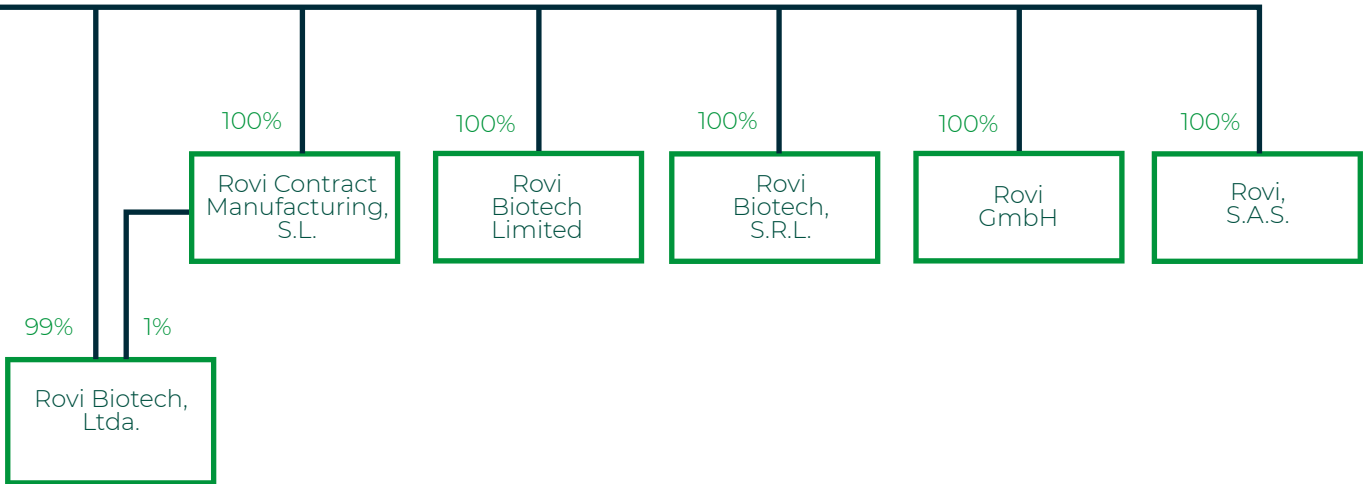 100%
Rovi Contract
Manufacturing,
S.L.
100%
Rovi
Biotech
Limited
100%
Rovi
Biotech,
S.R.L.
100%
Rovi
GmbH
100%
Rovi,
S.A.S.
99%
1%
Rovi Biotech,
Ltda.